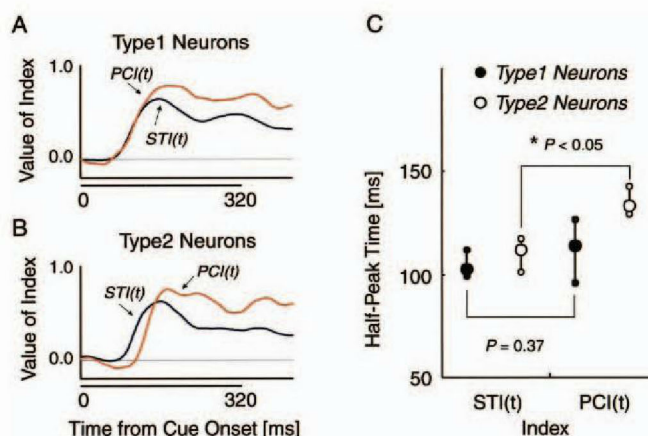 A
Type1 Neurons
1.0
PCI(t)
STI(t)
Value of Index
0.0
0
320
B
Type2 Neurons
1.0
STI(t)
PCI(t)
Value of Index
0.0
0
320
Time from Cue Onset [ms]
C
Type1 Neurons
Type2 Neurons
* P < 0.05
150
100
50
Half-Peak Time [ms]
P = 0.37
STI(t)
PCI(t)
Index